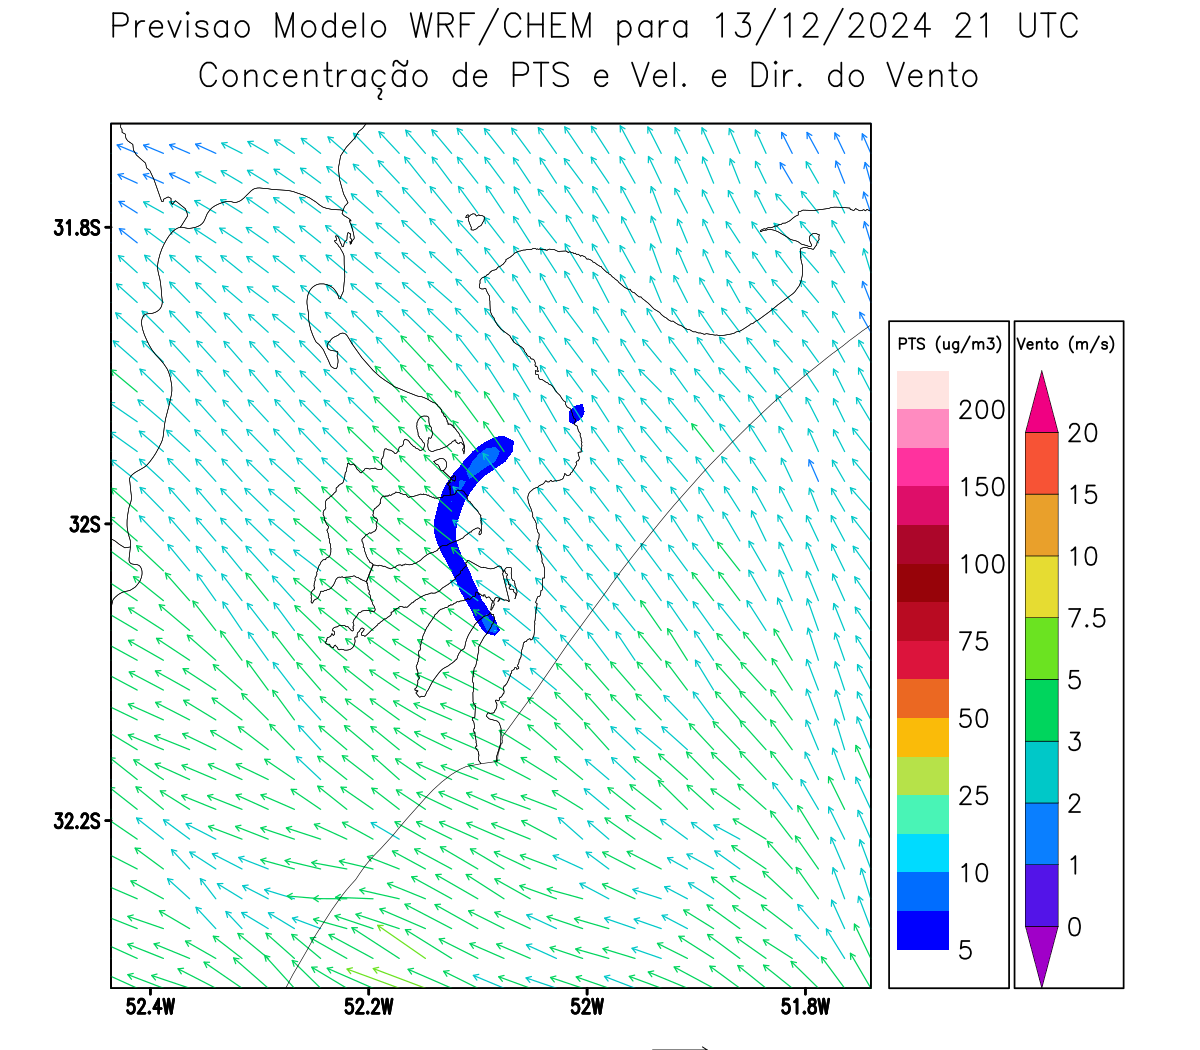 Previsao Modelo WRF/CHEM para 13/12/2024 21 UTC
Concentração de PTS e Vel. e Dir. do Vento
31.8S
32S
32.2S
52.4W
52.2W
52W
51.8W
PTS (ug/m3)
200
150
100
75
50
25
10
5
Vento (m/s)
20
15
10
7.5
5
3
2
1
0